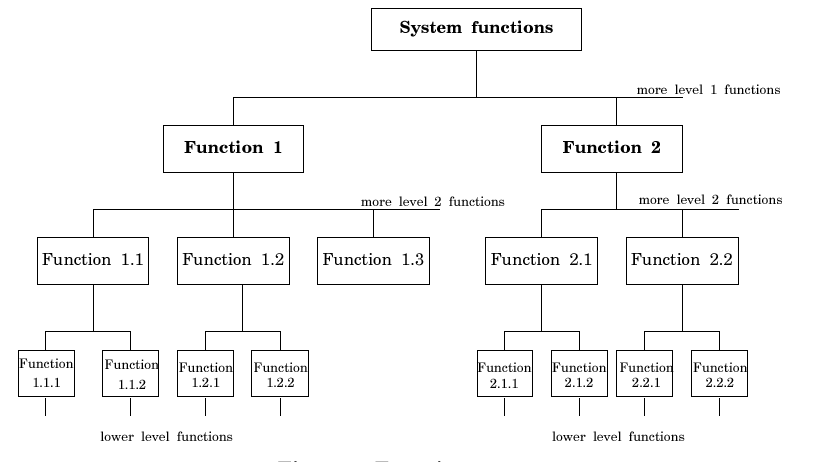 System functions
more level 1 functions
Function 1
Function 2
more level 2 functions
more level 2 functions
Function 1.1
Function 1.2
Function 1.3
Function 2.1
Function 2.2
Function
1.1.1
Function
1.1.2
Function
1.2.1
Function
1.2.2
Function
2.1.1
Function
2.1.2
Function
2.2.1
Function
2.2.2
lower level functions
lower level functions